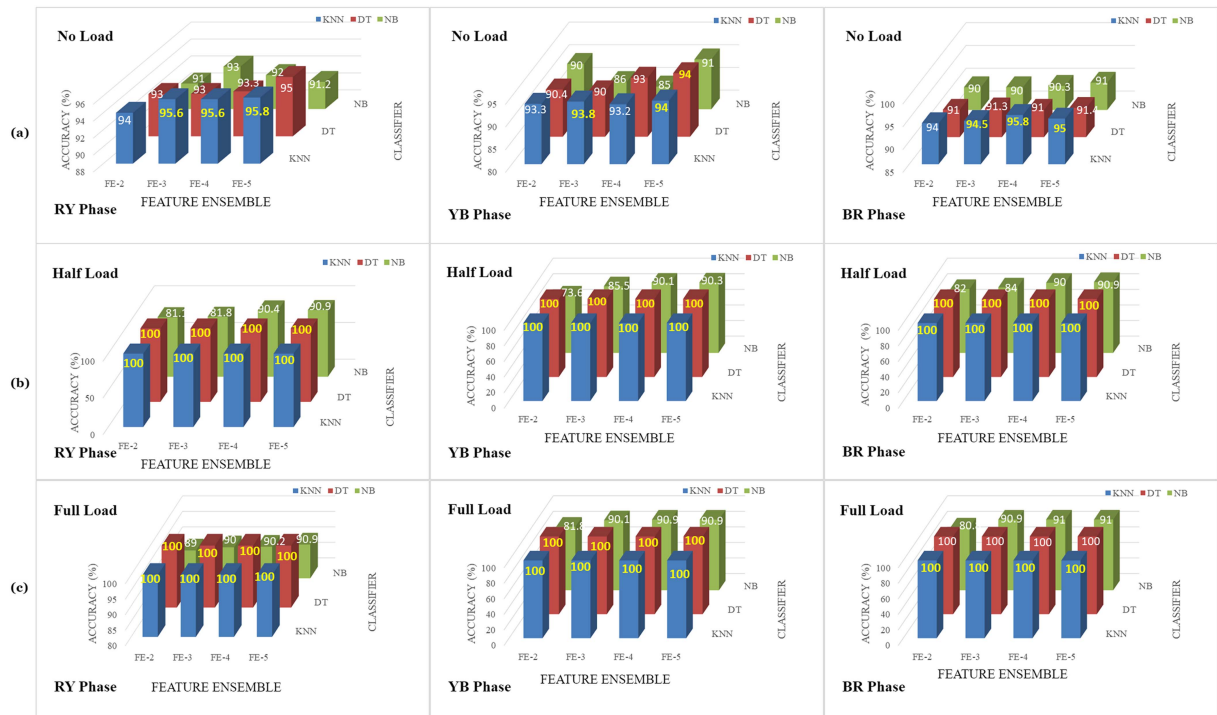 KNN DT NB
No Load
96
94
92
90
88
ACCURACY (%)
91
93
92
91.2
93
93
93.3
95
94
95.6
95.6
95.8
NB
DT
KNN
CLASSIFIER
FE-2
FE-3
FE-4
FE-5
RY Phase
FEATURE ENSEMBLE
KNN DT NB
No Load
95
90
85
80
ACCURACY (%)
90
86
85
91
90.4
90
93
94
93.3
93.8
93.2
94
NB
DT
KNN
CLASSIFIER
FE-2
FE-3
FE-4
FE-5
YB Phase
FEATURE ENSEMBLE
KNN DT NB
No Load
100
95
90
85
ACCURACY (%)
90
90
90.3
91
91
91.3
91
91.4
94
94.5
95.8
95
NB
DT
KNN
CLASSIFIER
FE-2
FE-3
FE-4
FE-5
BR Phase
FEATURE ENSEMBLE
(a)
KNN DT NB
Half Load
100
50
0
ACCURACY (%)
81.1
81.8
90.4
90.9
100
100
100
100
100
100
100
100
NB
DT
KNN
CLASSIFIER
FE-2
FE-3
FE-4
FE-5
RY Phase
FEATURE ENSEMBLE
KNN DT NB
Half Load
100
80
60
40
20
0
ACCURACY (%)
73.6
85.5
90.1
90.3
100
100
100
100
100
100
100
100
NB
DT
KNN
CLASSIFIER
FE-2
FE-3
FE-4
FE-5
YB Phase
FEATURE ENSEMBLE
KNN DT NB
Half Load
100
80
60
40
20
0
ACCURACY (%)
82
84
90
90.9
100
100
100
100
100
100
100
100
NB
DT
KNN
CLASSIFIER
FE-2
FE-3
FE-4
FE-5
BR Phase
FEATURE ENSEMBLE
(b)
KNN DT NB
Full Load
100
95
90
85
80
ACCURACY (%)
89
90
90.2
90.9
100
100
100
100
100
100
100
100
NB
DT
KNN
CLASSIFIER
FE-2
FE-3
FE-4
FE-5
RY Phase
FEATURE ENSEMBLE
KNN DT NB
Full Load
100
80
60
40
20
0
ACCURACY (%)
81.8
90.1
90.9
90.9
100
100
100
100
100
100
100
100
NB
DT
KNN
CLASSIFIER
FE-2
FE-3
FE-4
FE-5
YB Phase
FEATURE ENSEMBLE
KNN DT NB
Full Load
100
80
60
40
20
0
ACCURACY (%)
90.9
91
91
100
100
100
100
100
100
100
100
NB
DT
KNN
CLASSIFIER
FE-2
FE-3
FE-4
FE-5
BR Phase
FEATURE ENSEMBLE
(c)